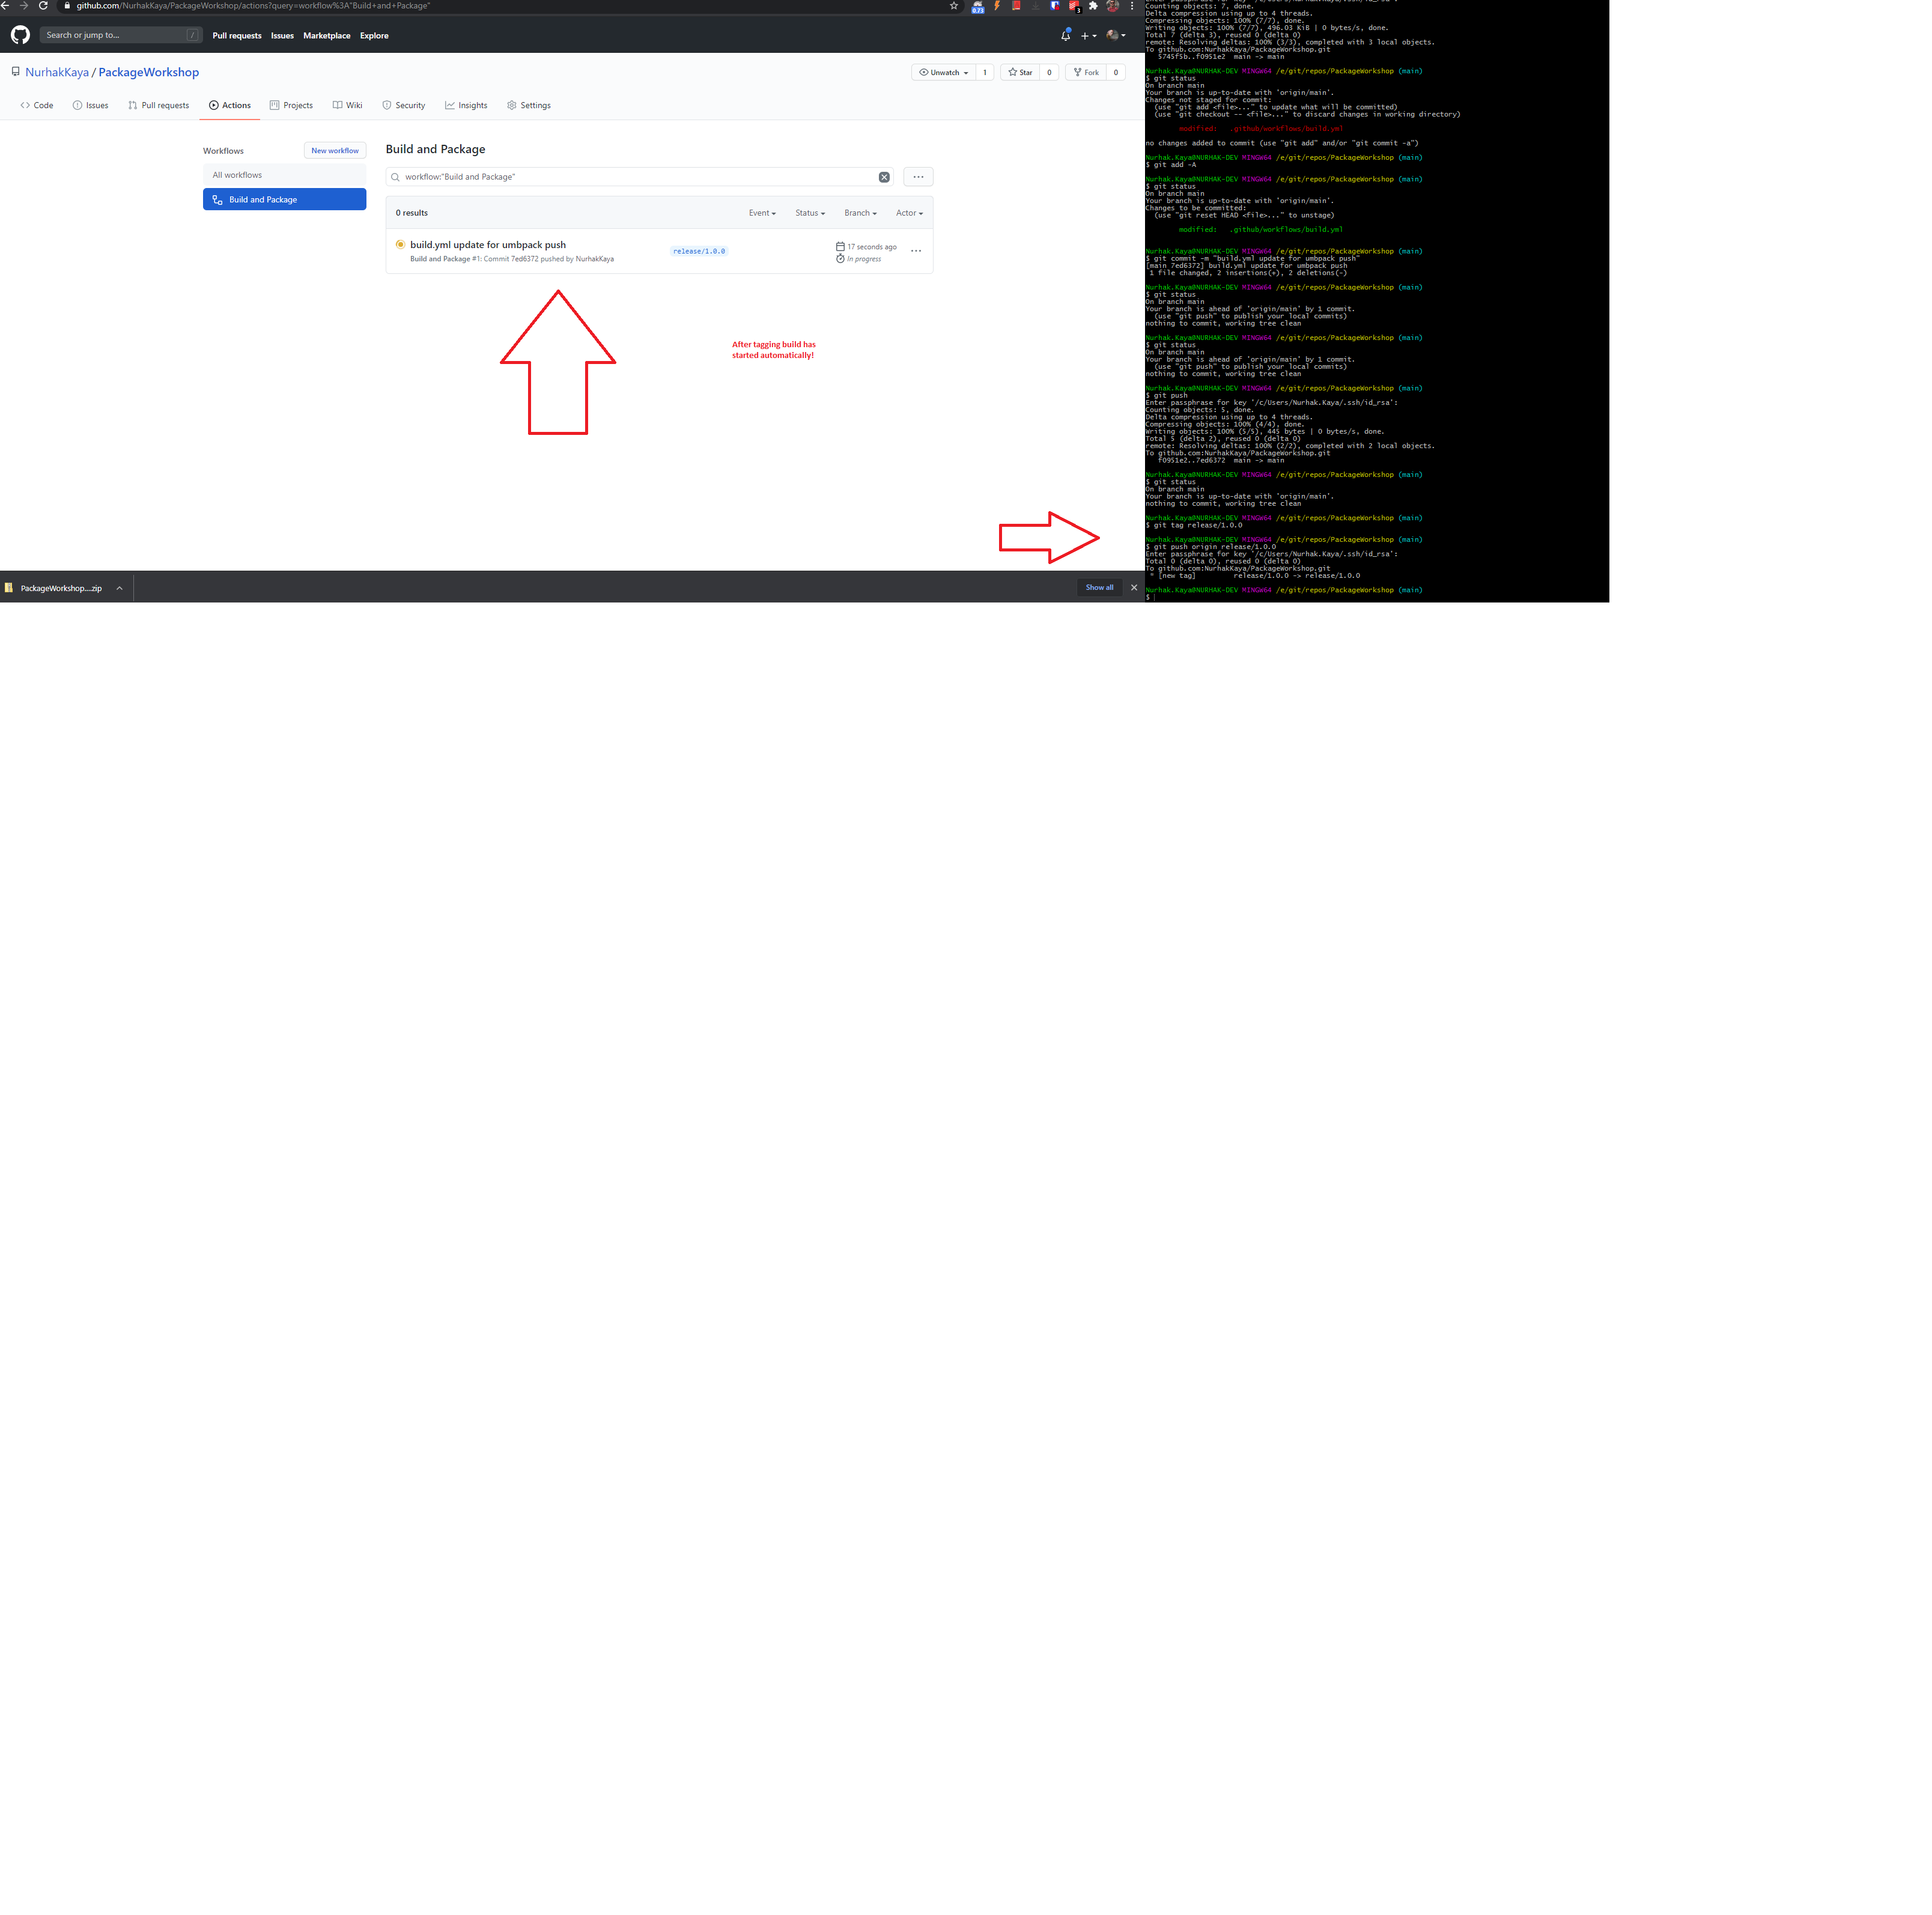 github.com/NurhakKaya/PackageWorkshop/actions?query=workflow%3A"Build+and+Package"
0.73
3
Search or jump to...
/
Pull requests Issues Marketplace Explore
NurhakKaya / PackageWorkshop
Unwatch 1 Star 0 Fork 0
Code Issues Pull requests Actions Projects Wiki Security Insights Settings
Workflows
New workflow
All workflows
Build and Package
Build and Package
workflow:"Build and Package"
0 results
Event Status Branch Actor
build.yml update for umbpack push
Build and Package #1: Commit 7ed6372 pushed by NurhakKaya
release/1.0.0
17 seconds ago
In progress
After tagging build has
started automatically!
PackageWorkshop....zip
Show all
Counting objects: 7, done.
Delta compression using up to 4 threads.
Compressing objects: 100% (7/7), done.
Writing objects: 100% (7/7), 496.03 KiB | 0 bytes/s, done.
Total 7 (delta 3), reused 0 (delta 0)
remote: Resolving deltas: 100% (3/3), completed with 3 local objects.
To github.com:NurhakKaya/PackageWorkshop.git
5745f5b..f0951e2 main -> main
Nurhak.Kaya@NURHAK-DEV MINGW64 /e/git/repos/PackageWorkshop (main)
$ git status
On branch main
Your branch is up-to-date with 'origin/main'.
Changes not staged for commit:
(use "git add <file>..." to update what will be committed)
(use "git checkout -- <file>..." to discard changes in working directory)
modified: .github/workflows/build.yml
no changes added to commit (use "git add" and/or "git commit -a")
Nurhak.Kaya@NURHAK-DEV MINGW64 /e/git/repos/PackageWorkshop (main)
$ git add -A
Nurhak.Kaya@NURHAK-DEV MINGW64 /e/git/repos/PackageWorkshop (main)
$ git status
On branch main
Your branch is up-to-date with 'origin/main'.
Changes to be committed:
(use "git reset HEAD <file>..." to unstage)
modified: .github/workflows/build.yml
Nurhak.Kaya@NURHAK-DEV MINGW64 /e/git/repos/PackageWorkshop (main)
$ git commit -m "build.yml update for umbpack push"
[main 7ed6372] build.yml update for umbpack push
1 file changed, 2 insertions(+), 2 deletions(-)
Nurhak.Kaya@NURHAK-DEV MINGW64 /e/git/repos/PackageWorkshop (main)
$ git status
On branch main
Your branch is ahead of 'origin/main' by 1 commit.
(use "git push" to publish your local commits)
nothing to commit, working tree clean
Nurhak.Kaya@NURHAK-DEV MINGW64 /e/git/repos/PackageWorkshop (main)
$ git status
On branch main
Your branch is ahead of 'origin/main' by 1 commit.
(use "git push" to publish your local commits)
nothing to commit, working tree clean
Nurhak.Kaya@NURHAK-DEV MINGW64 /e/git/repos/PackageWorkshop (main)
$ git push
Enter passphrase for key '/c/Users/Nurhak.Kaya/.ssh/id_rsa':
Counting objects: 5, done.
Delta compression using up to 4 threads.
Compressing objects: 100% (4/4), done.
Writing objects: 100% (5/5), 445 bytes | 0 bytes/s, done.
Total 5 (delta 2), reused 0 (delta 0)
remote: Resolving deltas: 100% (2/2), completed with 2 local objects.
To github.com:NurhakKaya/PackageWorkshop.git
f0951e2..7ed6372 main -> main
Nurhak.Kaya@NURHAK-DEV MINGW64 /e/git/repos/PackageWorkshop (main)
$ git status
On branch main
Your branch is up-to-date with 'origin/main'.
nothing to commit, working tree clean
Nurhak.Kaya@NURHAK-DEV MINGW64 /e/git/repos/PackageWorkshop (main)
$ git tag release/1.0.0
Nurhak.Kaya@NURHAK-DEV MINGW64 /e/git/repos/PackageWorkshop (main)
$ git push origin release/1.0.0
Enter passphrase for key '/c/Users/Nurhak.Kaya/.ssh/id_rsa':
Total 0 (delta 0), reused 0 (delta 0)
To github.com:NurhakKaya/PackageWorkshop.git
* [new tag] release/1.0.0 -> release/1.0.0
Nurhak.Kaya@NURHAK-DEV MINGW64 /e/git/repos/PackageWorkshop (main)
$